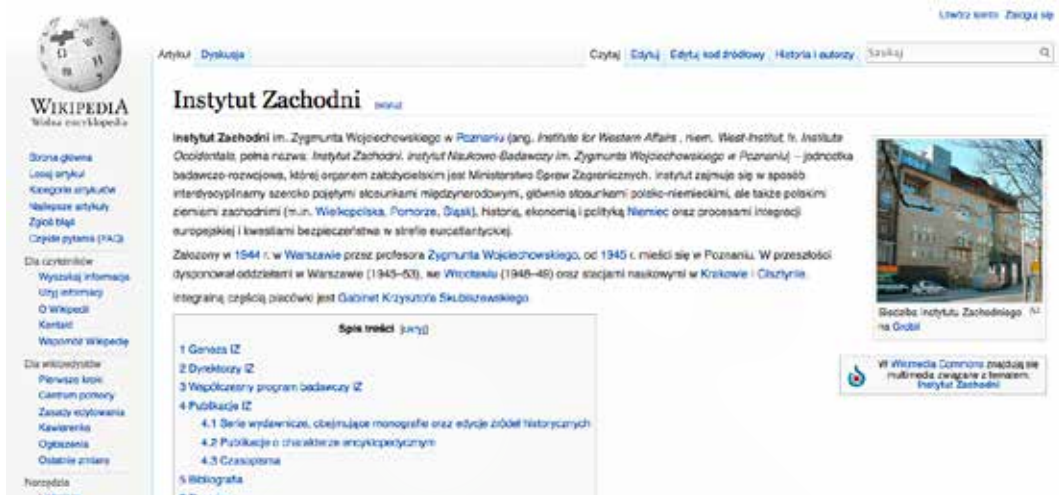 Utwórz konto Zaloguj się
Artykuł Dyskusja
Czytaj Edytuj Edytuj kod źródłowy Historia i autorzy
Szukaj
WIKIPEDIA
Wolna encyklopedia
Strona główna
Losuj artykuł
Kategorie artykułów
Najlepsze artykuły
Zgłoś błąd
Częste pytania (FAQ)
Dla czytelników
Wyszukaj informacje
Użyj informacji
O Wikipedii
Kontakt
Wspomóż Wikipedię
Dla wikipedystów
Pierwsze kroki
Centrum pomocy
Zasady edytowania
Kawiarenka
Ogłoszenia
Ostatnie zmiany
Narzędzia
Instytut Zachodni
Instytut Zachodni im. Zygmunta Wojciechowskiego w Poznaniu (ang. Institute for Western Affairs , niem. West-Institut, fr. Institute
Occidentale, pełna nazwa: Instytut Zachodni. Instytut Naukowo-Badawczy im. Zygmunta Wojciechowskiego w Poznaniu) – jednostka
badawczo-rozwojowa, której organem założycielskim jest Ministerstwo Spraw Zagranicznych. Instytut zajmuje się w sposób
interdyscyplinarny szeroko pojętymi stosunkami międzynarodowymi, głównie stosunkami polsko-niemieckimi, ale także polskimi
ziemiami zachodnimi (m.in. Wielkopolska, Pomorze, Śląsk), historią, ekonomią i polityką Niemiec oraz procesami integracji
europejskiej i kwestiami bezpieczeństwa w strefie euroatlantyckiej.
Założony w 1944 r. w Warszawie przez profesora Zygmunta Wojciechowskiego, od 1945 r. mieści się w Poznaniu. W przeszłości
dysponował oddziałami w Warszawie (1945–53), we Wrocławiu (1948–49) oraz stacjami naukowymi w Krakowie i Olsztynie.
Integralną częścią placówki jest Gabinet Krzysztofa Skubiszewskiego
Spis treści [ukryj]
1 Geneza IZ
2 Dyrektorzy IZ
3 Współczesny program badawczy IZ
4 Publikacje IZ
4.1 Serie wydawnicze, obejmujące monografie oraz edycje źródeł historycznych
4.2 Publikacje o charakterze encyklopedycznym
4.3 Czasopisma
5 Bibliografia
Siedziba Instytutu Zachodniego
na Grobli
W Wikimedia Commons znajdują się
multimedia związane z tematem:
Instytut Zachodni